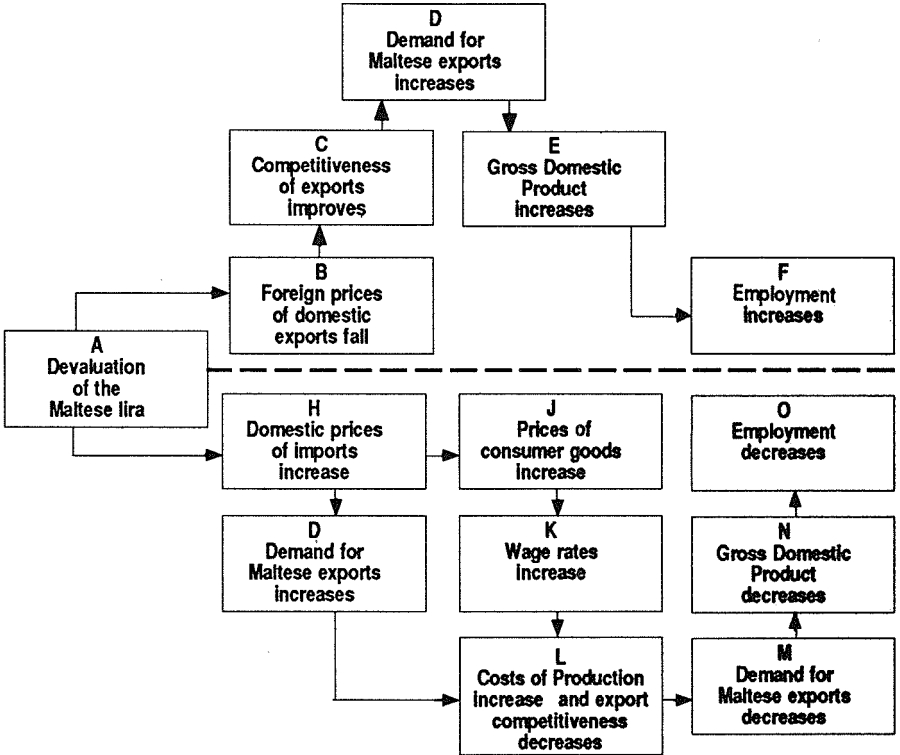 D
Demand for
Maltese exports
increases
C
Competitiveness
of exports
improves
E
Gross Domestic
Product
increases
B
Foreign prices
of domestic
exports fall
F
Employment
increases
A
Devaluation
of the
Maltese lira
H
Domestic prices
of imports
increase
J
Prices of
consumer goods
increase
O
Employment
decreases
D
Demand for
Maltese exports
increases
K
Wage rates
increase
N
Gross Domestic
Product
decreases
L
Costs of Production
increase and export
competitiveness
decreases
M
Demand for
Maltese exports
decreases